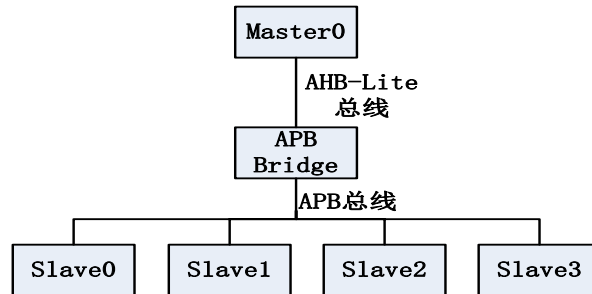 Master0
AHB-Lite
总线
APB
Bridge
APB总线
Slave0 Slave1 Slave2 Slave3